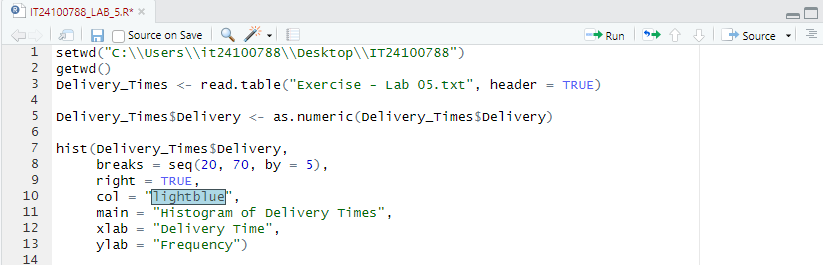 IT24100788_LAB_5.R*
Source on Save
Run
Source
1 setwd("C:\\Users\\it24100788\\Desktop\\IT24100788")
2 getwd()
3 Delivery_Times <- read.table("Exercise - Lab 05.txt", header = TRUE)
4
5 Delivery_Times$Delivery <- as.numeric(Delivery_Times$Delivery)
6
7 hist(Delivery_Times$Delivery,
8      breaks = seq(20, 70, by = 5),
9      right = TRUE,
10      col = "lightblue",
11      main = "Histogram of Delivery Times",
12      xlab = "Delivery Time",
13      ylab = "Frequency")
14